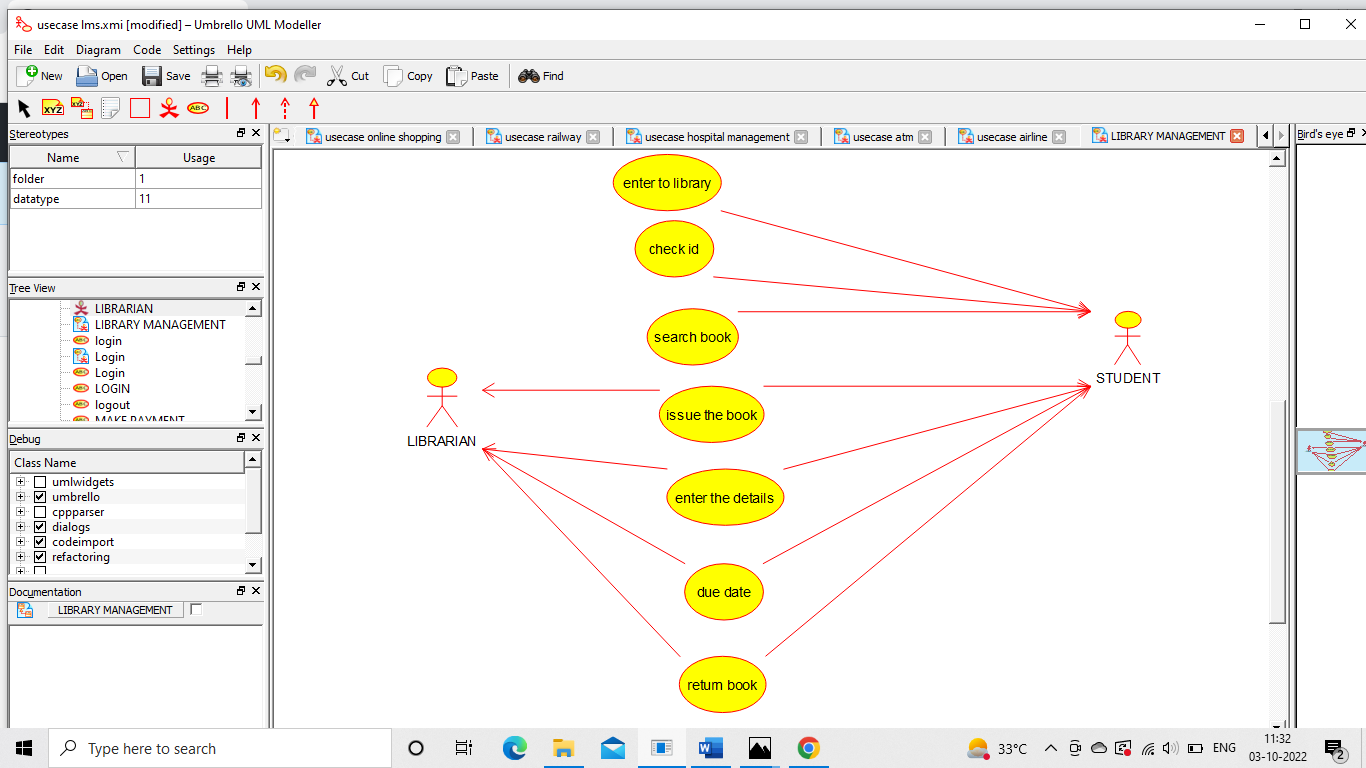 usecase lms.xmi [modified] – Umbrello UML Modeller
File Edit Diagram Code Settings Help
New Open Save Cut Copy Paste Find
XYZ XYZ ABC
Stereotypes
Name Usage
folder 1
datatype 11
Tree View
LIBRARIAN
LIBRARY MANAGEMENT
login
Login
Login
LOGIN
logout
MAKE PAYMENT
Debug
Class Name
umlwidgets
umbrello
cppparser
dialogs
codeimport
refactoring
Documentation
LIBRARY MANAGEMENT
usecase online shopping usecase railway usecase hospital management usecase atm usecase airline LIBRARY MANAGEMENT
Bird's eye
enter to library
check id
search book
STUDENT
issue the book
LIBRARIAN
enter the details
due date
return book
Type here to search
33°C
ENG
11:32
03-10-2022
2